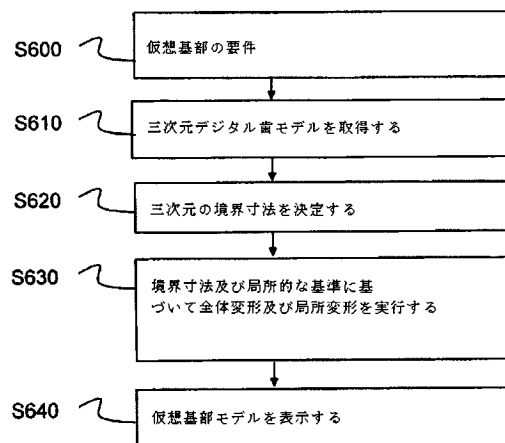 S600
仮想基部の要件
S610
三次元デジタル歯モデルを取得する
S620
三次元の境界寸法を決定する
S630
境界寸法及び局所的な基準に基
づいて全体変形及び局所変形を実行する
S640
仮想基部モデルを表示する